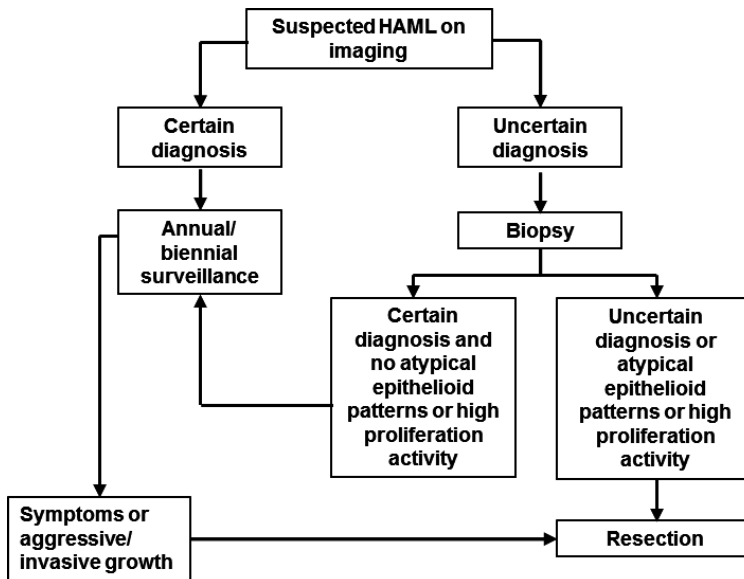 Suspected HAML on
imaging
Certain
diagnosis
Uncertain
diagnosis
Annual/
biennial
surveillance
Biopsy
Certain
diagnosis and
no atypical
epithelioid
patterns or high
proliferation
activity
Uncertain
diagnosis or
atypical
epithelioid
patterns or high
proliferation
activity
Symptoms or
aggressive/
invasive growth
Resection